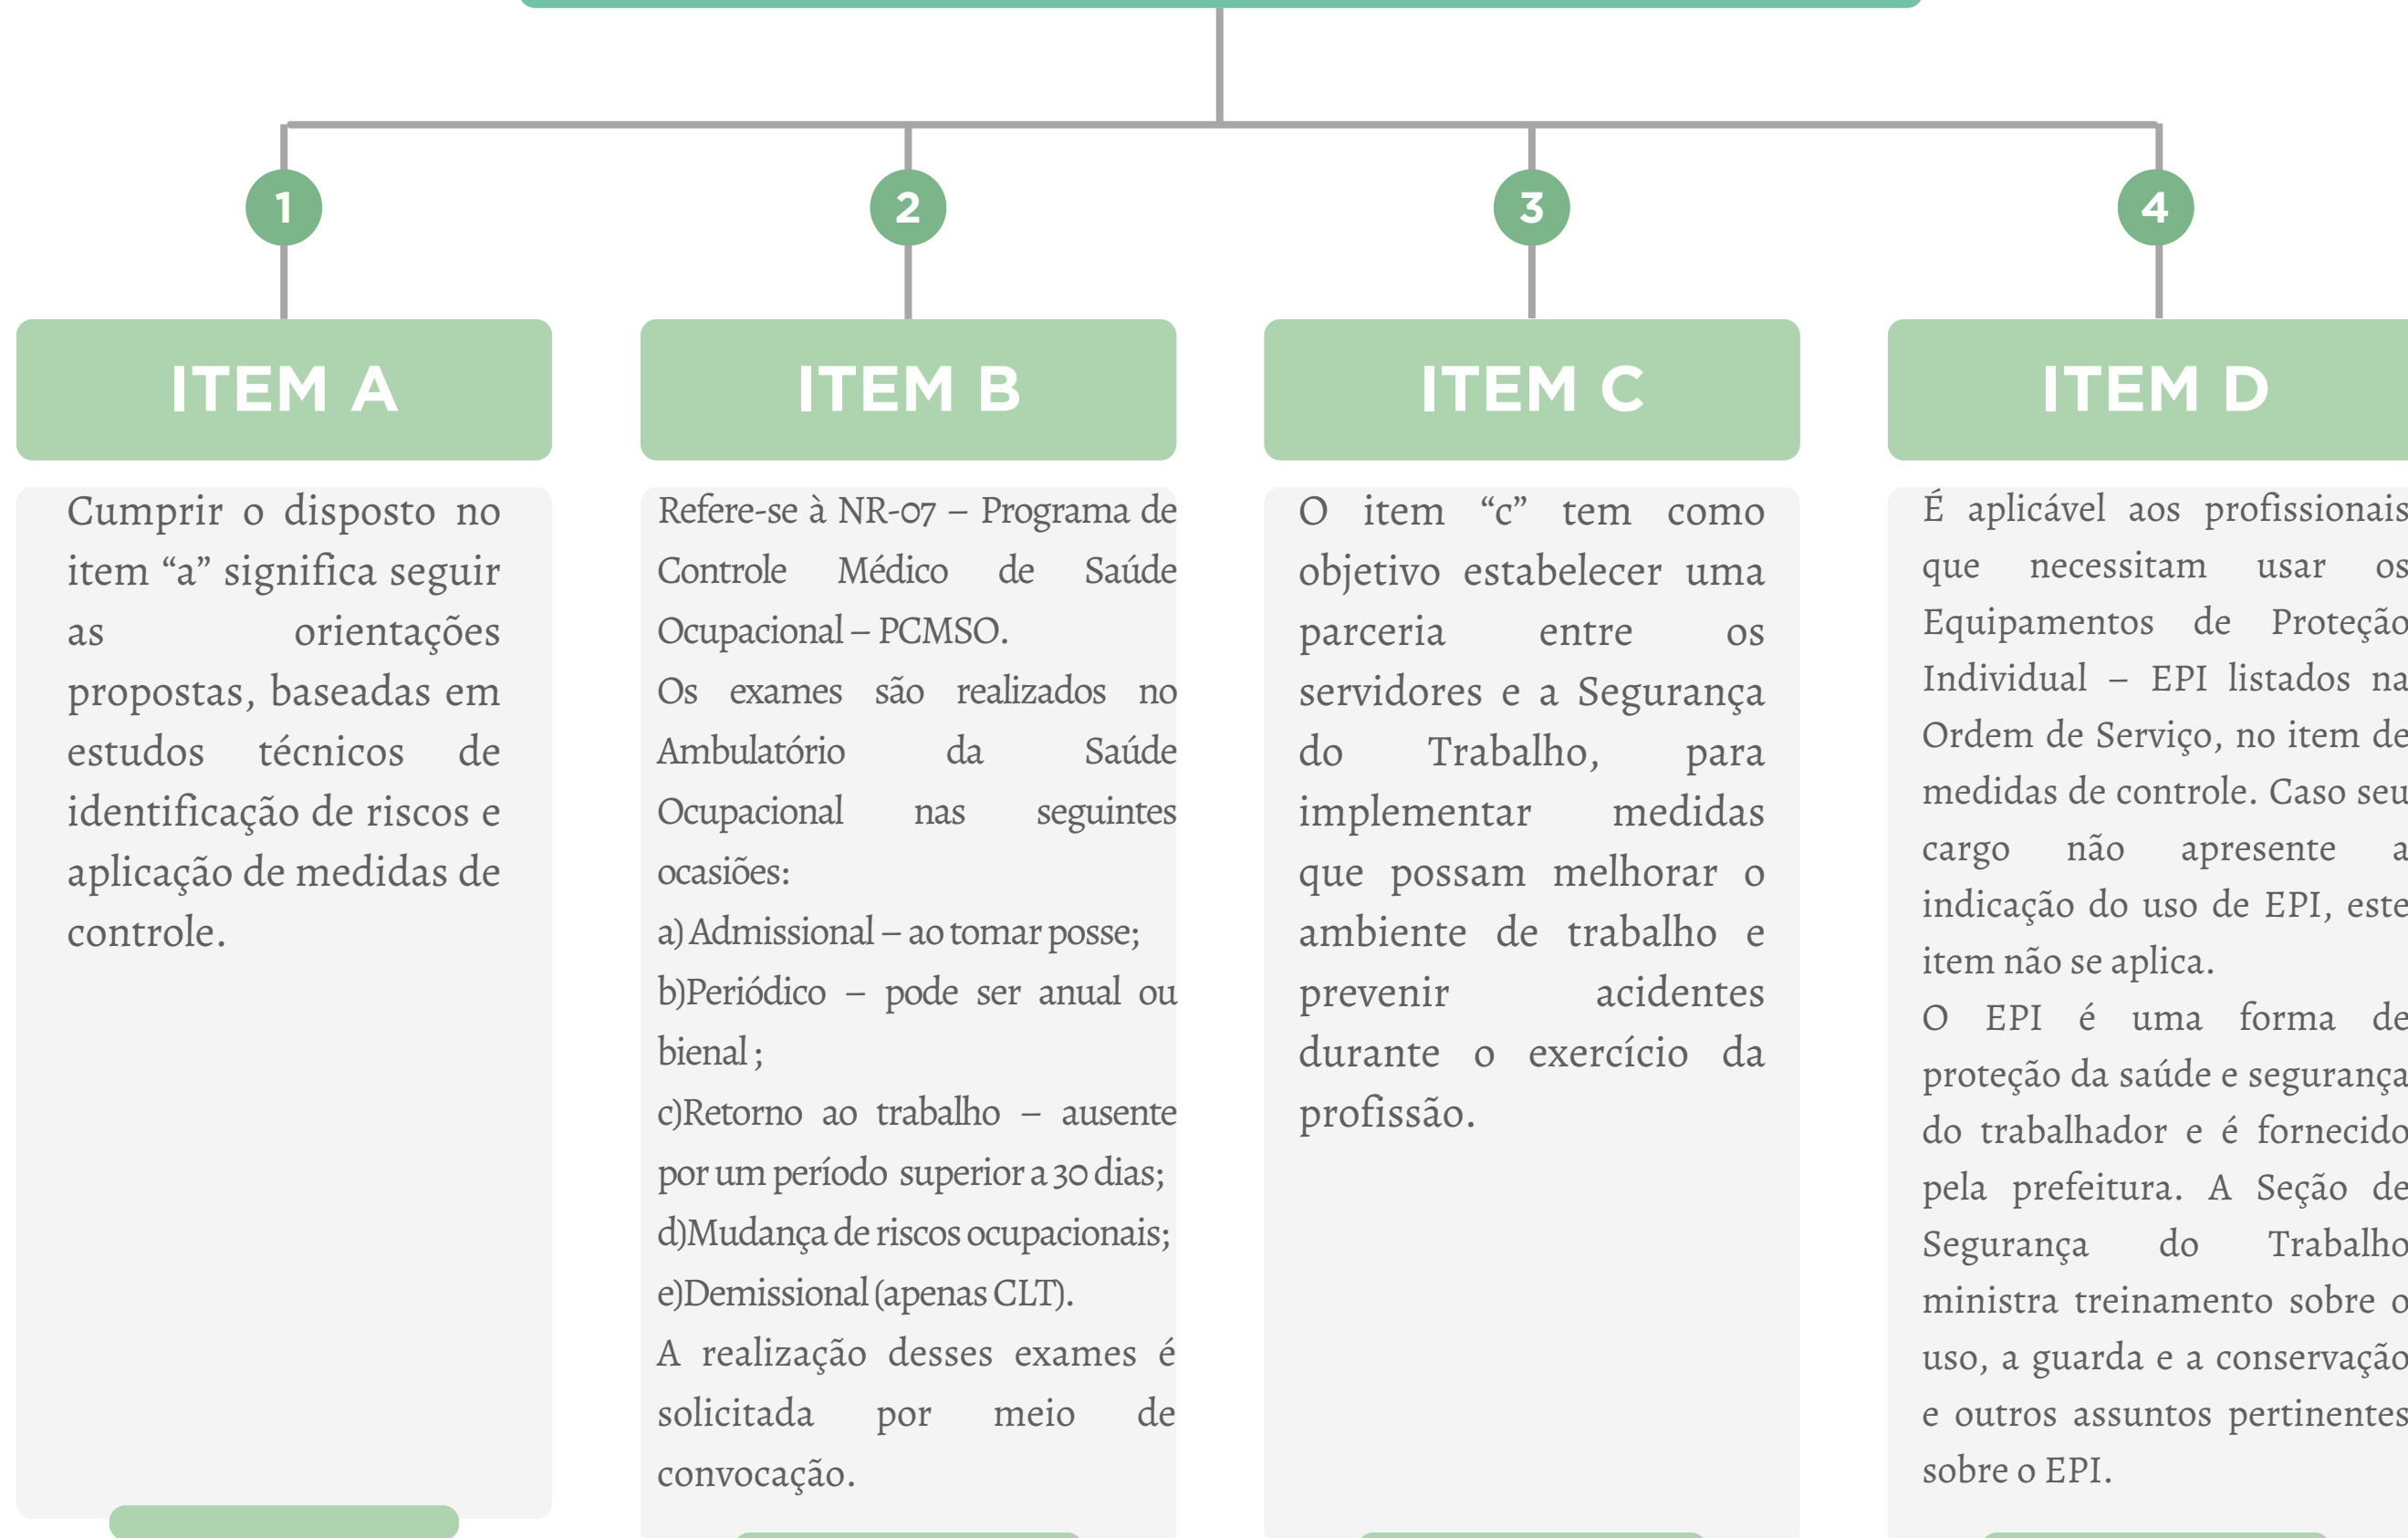 1
ITEM A
Cumprir o disposto no
item “a” significa seguir
as orientações
propostas, baseadas em
estudos técnicos de
identificação de riscos e
aplicação de medidas de
controle.
2
ITEM B
Refere-se à NR-07 – Programa de
Controle Médico de Saúde
Ocupacional – PCMSO.
Os exames são realizados no
Ambulatório da Saúde
Ocupacional nas seguintes
ocasiões:
a) Admissional – ao tomar posse;
b)Periódico – pode ser anual ou
bienal ;
c)Retorno ao trabalho – ausente
por um período superior a 30 dias;
d)Mudança de riscos ocupacionais;
e)Demissional (apenas CLT).
A realização desses exames é
solicitada por meio de
convocação.
3
ITEM C
O item “c” tem como
objetivo estabelecer uma
parceria entre os
servidores e a Segurança
do Trabalho, para
implementar medidas
que possam melhorar o
ambiente de trabalho e
prevenir acidentes
durante o exercício da
profissão.
4
ITEM D
É aplicável aos profissionais
que necessitam usar os
Equipamentos de Proteção
Individual – EPI listados na
Ordem de Serviço, no item de
medidas de controle. Caso seu
cargo não apresente a
indicação do uso de EPI, este
item não se aplica.
O EPI é uma forma de
proteção da saúde e segurança
do trabalhador e é fornecido
pela prefeitura. A Seção de
Segurança do Trabalho
ministra treinamento sobre o
uso, a guarda e a conservação
e outros assuntos pertinentes
sobre o EPI.